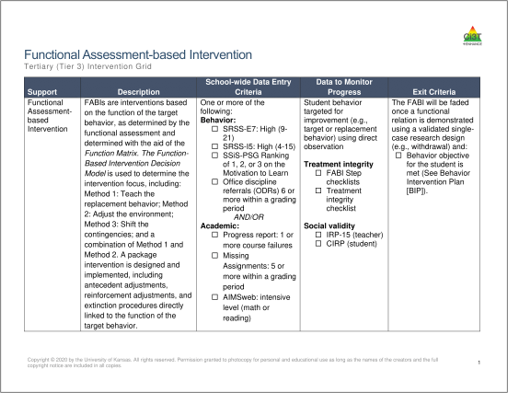 Functional Assessment-based Intervention
Tertiary (Tier 3) Intervention Grid
Support
Description
School-wide Data Entry
Criteria
Data to Monitor
Progress
Exit Criteria
Functional
Assessment-
based
Intervention
FABIs are interventions based
on the function of the target
behavior, as determined by the
functional assessment and
determined with the aid of the
Function Matrix. The Function-
Based Intervention Decision
Model is used to determine the
intervention focus, including:
Method 1: Teach the
replacement behavior; Method
2: Adjust the environment;
Method 3: Shift the
contingencies; and a
combination of Method 1 and
Method 2. A package
intervention is designed and
implemented, including
antecedent adjustments,
reinforcement adjustments, and
extinction procedures directly
linked to the function of the
target behavior.
One or more of the
following:
Behavior:
☐ SRSS-E7: High (9-
21)
☐ SRSS-I5: High (4-15)
☐ SSiS-PSG Ranking
of 1, 2, or 3 on the
Motivation to Learn
☐ Office discipline
referrals (ODRs) 6 or
more within a grading
period
AND/OR
Academic:
☐ Progress report: 1 or
more course failures
☐ Missing
Assignments: 5 or
more within a grading
period
☐ AIMSweb: intensive
level (math or
reading)
Student behavior
targeted for
improvement (e.g.,
target or replacement
behavior) using direct
observation
Treatment integrity
☐ FABI Step
checklists
☐ Treatment
integrity
checklist
Social validity
☐ IRP-15 (teacher)
☐ CIRP (student)
The FABI will be faded
once a functional
relation is demonstrated
using a validated single-
case research design
(e.g., withdrawal) and:
☐ Behavior objective
for the student is
met (See Behavior
Intervention Plan
[BIP]).
Copyright © 2020 by the University of Kansas. All rights reserved. Permission granted to photocopy for personal and educational use as long as the names of the creators and the full
copyright notice are included in all copies.